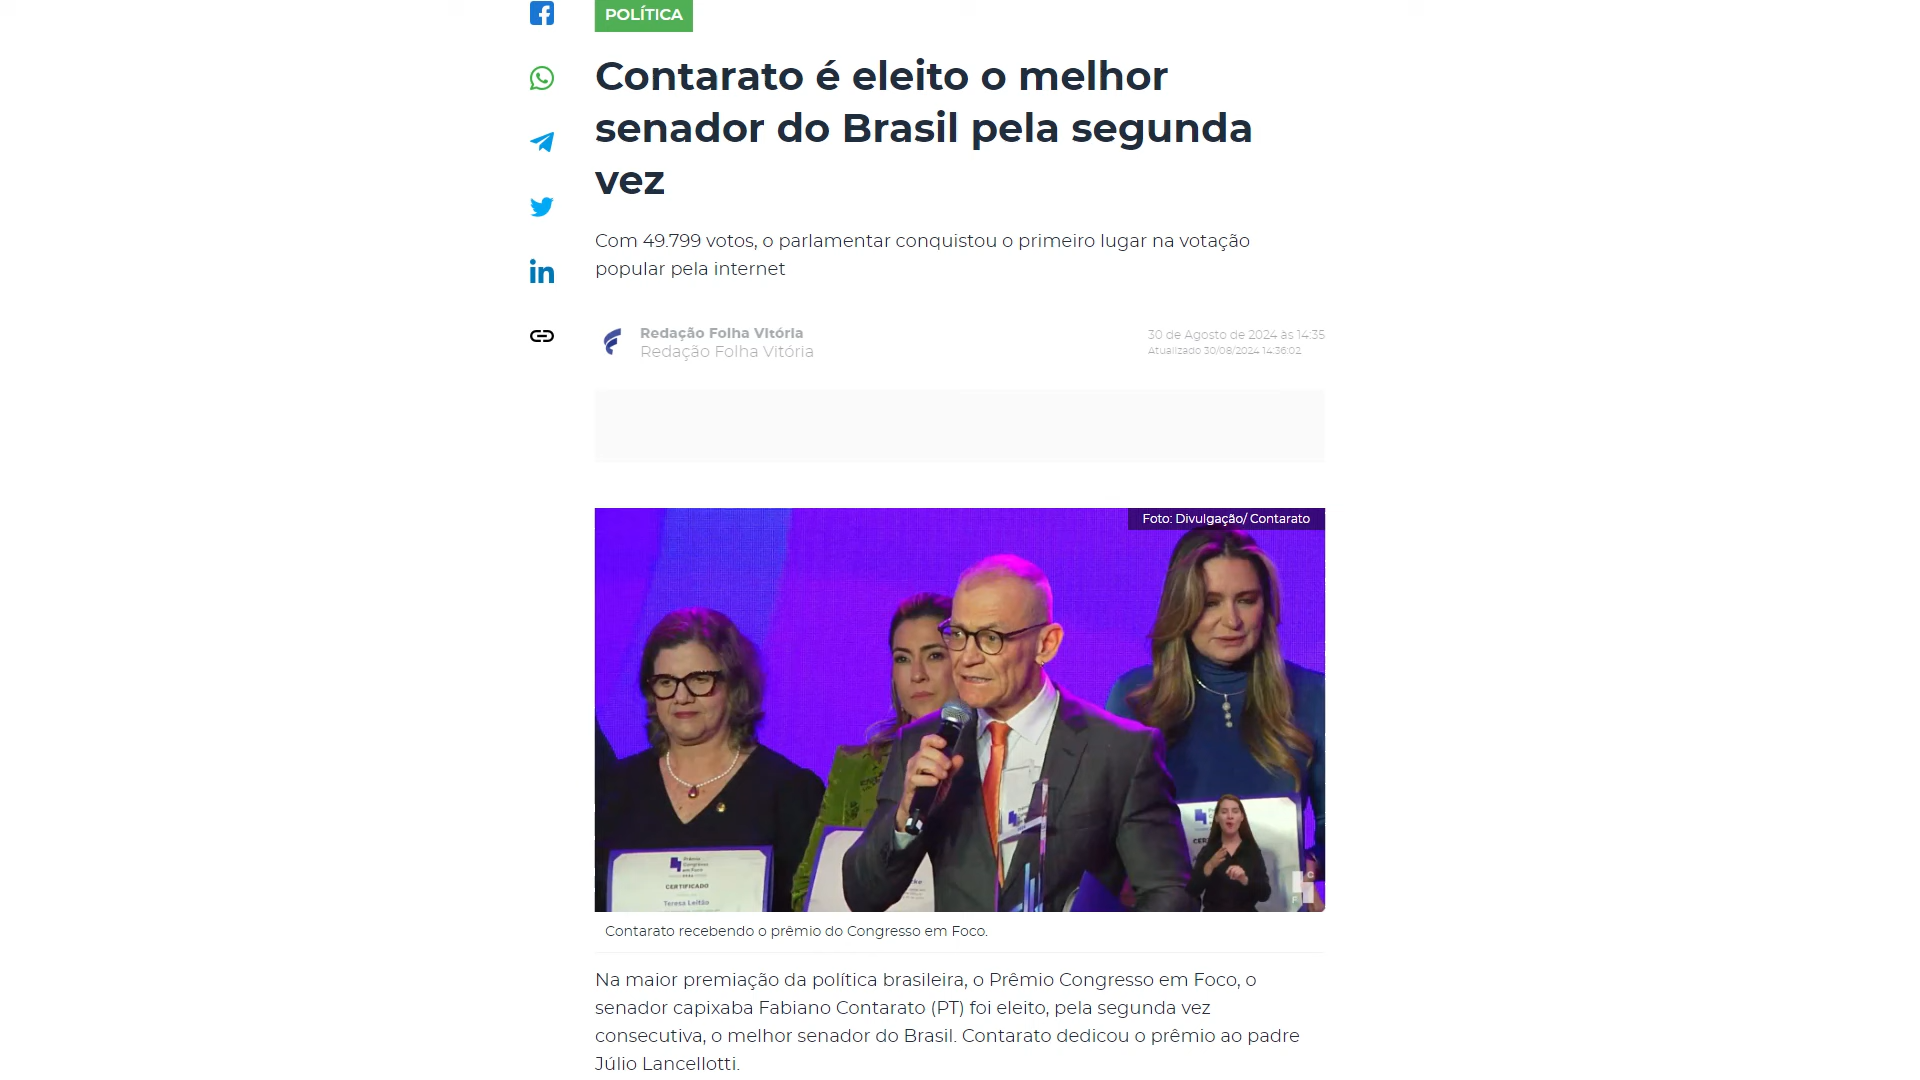 POLÍTICA
Contarato é eleito o melhor
senador do Brasil pela segunda
vez
Com 49.799 votos, o parlamentar conquistou o primeiro lugar na votação
popular pela internet
Redação Folha Vitória
Redação Folha Vitória
30 de Agosto de 2024 às 14:35
Atualizado 30/08/2024 14:36:02
Foto: Divulgação/ Contarato
Prêmio
Congresso
em Foco
CERTIFICADO
Teresa Leitão
Contarato recebendo o prêmio do Congresso em Foco.
Na maior premiação da política brasileira, o Prêmio Congresso em Foco, o
senador capixaba Fabiano Contarato (PT) foi eleito, pela segunda vez
consecutiva, o melhor senador do Brasil. Contarato dedicou o prêmio ao padre
Júlio Lancellotti.